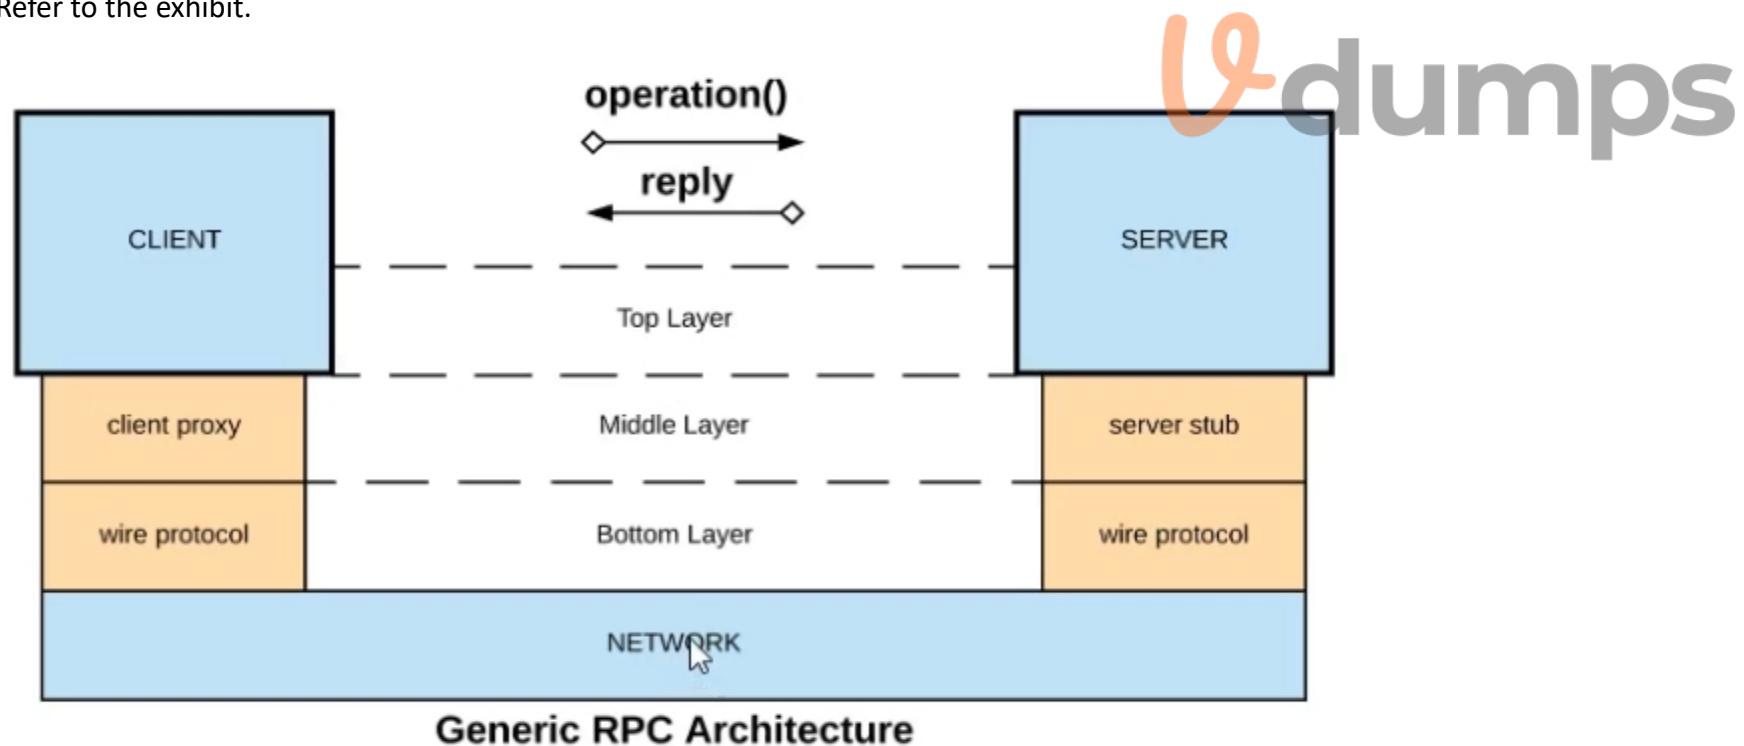 Refer to the exhibit.
Vdumps
operation()
reply
CLIENT
SERVER
Top Layer
client proxy
Middle Layer
server stub
wire protocol
Bottom Layer
wire protocol
NETWORK
Generic RPC Architecture